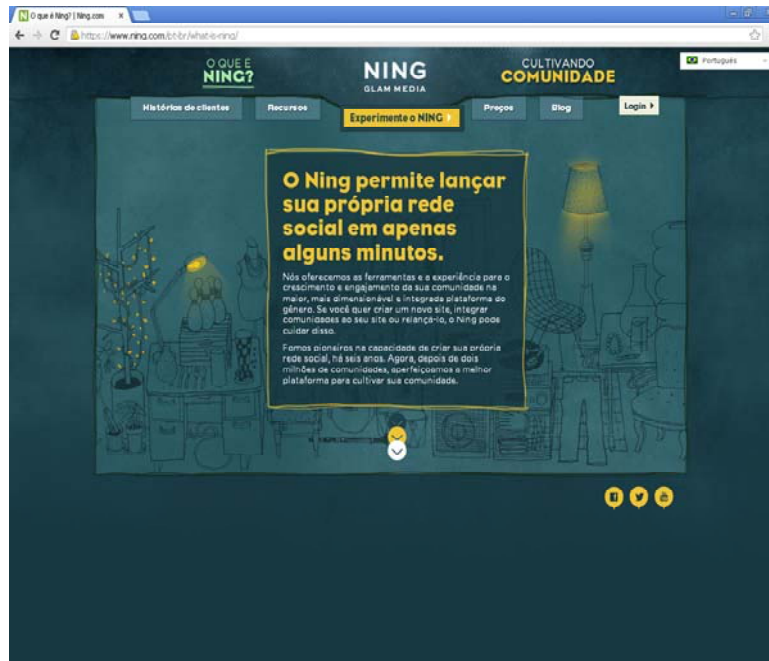 O que é Ning? | Ning.com
https://www.ning.com/pt-br/what-is-ning/
O QUE É
NING?
NING
GLAM MEDIA
CULTIVANDO
COMUNIDADE
Português
Histórias de clientes
Recursos
Experimente o NING
Preços
Blog
Login
O Ning permite lançar
sua própria rede
social em apenas
alguns minutos.
Nós oferecemos as ferramentas e a experiência para o
crescimento e engajamento da sua comunidade na
maior, mais dimensionável e integrada plataforma do
gênero. Se você quer criar um novo site, integrar
comunidades ao seu site ou relançá-lo, o Ning pode
cuidar disso.
Fomos pioneiros na capacidade de criar sua própria
rede social, há seis anos. Agora, depois de dois
milhões de comunidades, aperfeiçoamos a melhor
plataforma para cultivar sua comunidade.